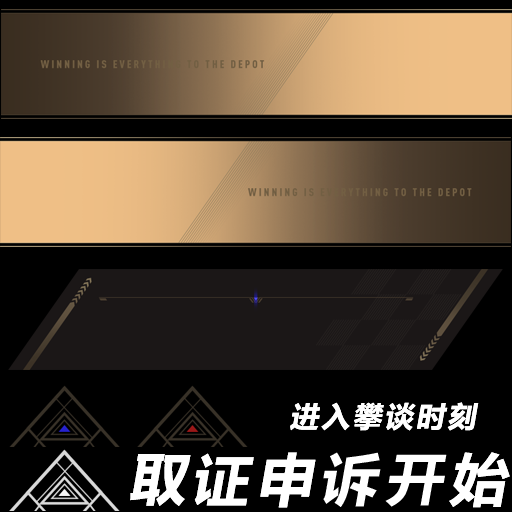 WINNING IS EVERYTHING TO THE DEPOT
WINNING IS EVERYTHING TO THE DEPOT
进入攀谈时刻
取证申诉开始